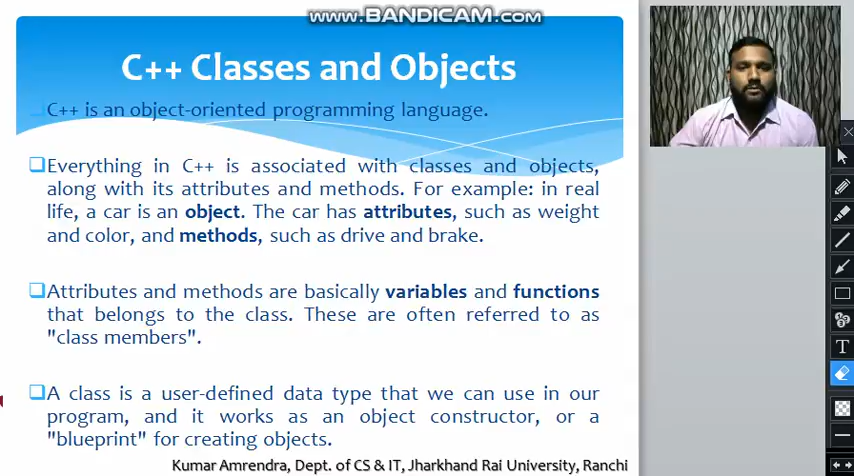 WWW.BANDICAM.COM
C++ Classes and Objects
C++ is an object-oriented programming language.
Everything in C++ is associated with classes and objects,
along with its attributes and methods. For example: in real
life, a car is an object. The car has attributes, such as weight
and color, and methods, such as drive and brake.
Attributes and methods are basically variables and functions
that belongs to the class. These are often referred to as
"class members".
A class is a user-defined data type that we can use in our
program, and it works as an object constructor, or a
"blueprint" for creating objects.
Kumar Amrendra, Dept. of CS & IT, Jharkhand Rai University, Ranchi